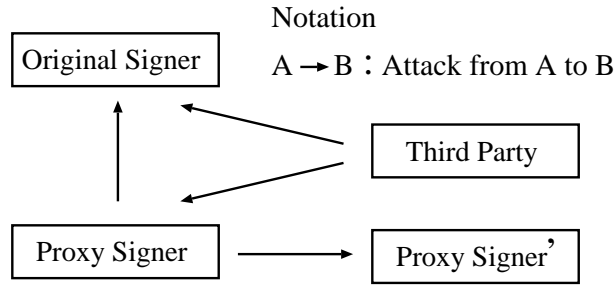 Notation
Original Signer
A → B : Attack from A to B
Third Party
Proxy Signer
Proxy Signer’